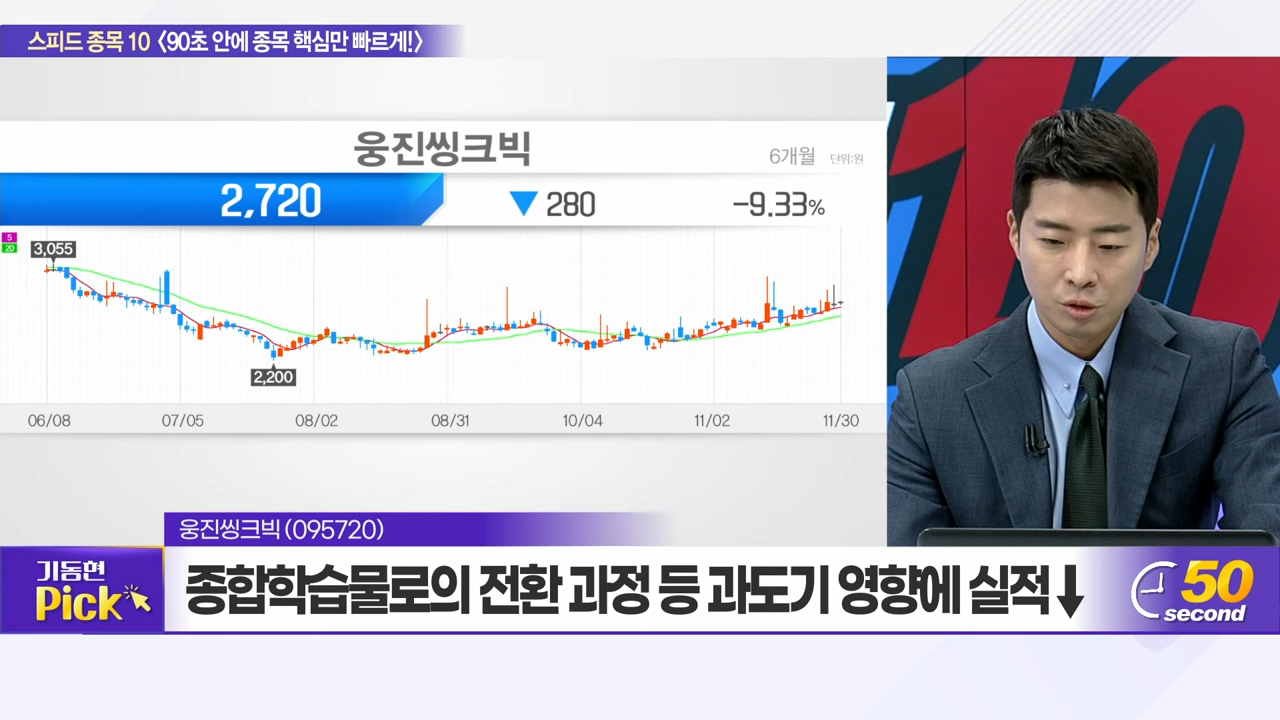 스피드 종목 10 〈90초 안에 종목 핵심만 빠르게!〉
웅진씽크빅
6개월 단위:원
2,720 ▼ 280 -9.33%
5
20
3,055
2,200
06/08 07/05 08/02 08/31 10/04 11/02 11/30
웅진씽크빅(095720)
기동현
Pick
종합학습물로의 전환 과정 등 과도기 영향에 실적↓
50
second
10